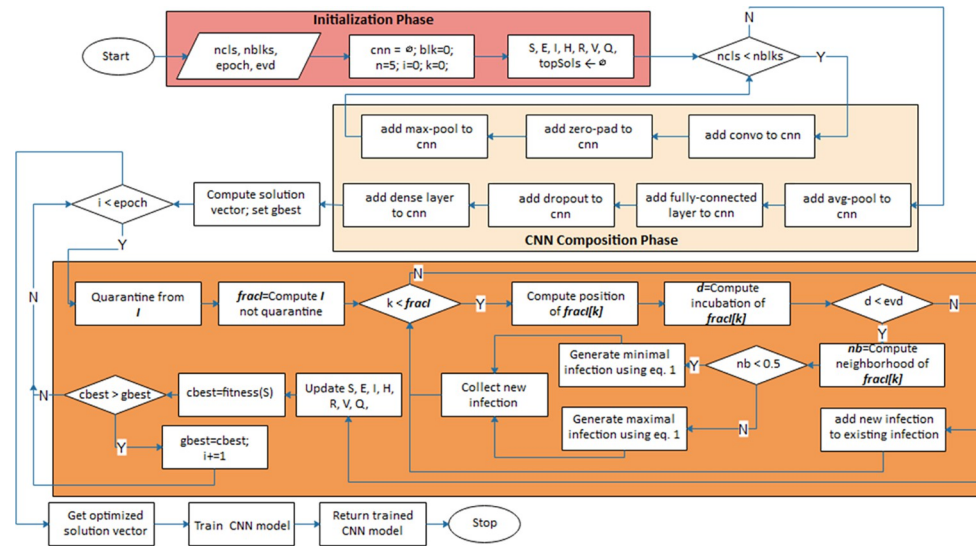 Initialization Phase
Start
ncls, nblks,
epoch, evd
cnn = ∅; blk=0;
n=5; i=0; k=0;
S, E, I, H, R, V, Q,
topSols ← ∅
ncls < nblks
N
Y
add max-pool to
cnn
add zero-pad to
cnn
add convo to cnn
i < epoch
Y
Compute solution
vector; set gbest
add dense layer
to cnn
add dropout to
cnn
add fully-connected
layer to cnn
add avg-pool to
cnn
CNN Composition Phase
N
N
Quarantine from
I
fracI=Compute I
not quarantine
k < fracI
Y
Compute position
of fracI[k]
d=Compute
incubation of
fracI[k]
d < evd
N
Y
nb=Compute
neighborhood of
fracI[k]
nb < 0.5
Y
N
Generate minimal
infection using eq. 1
Generate maximal
infection using eq. 1
Collect new
infection
add new infection
to existing infection
Update S, E, I, H,
R, V, Q,
cbest=fitness(S)
cbest > gbest
N
Y
gbest=cbest;
i+=1
Get optimized
solution vector
Train CNN model
Return trained
CNN model
Stop